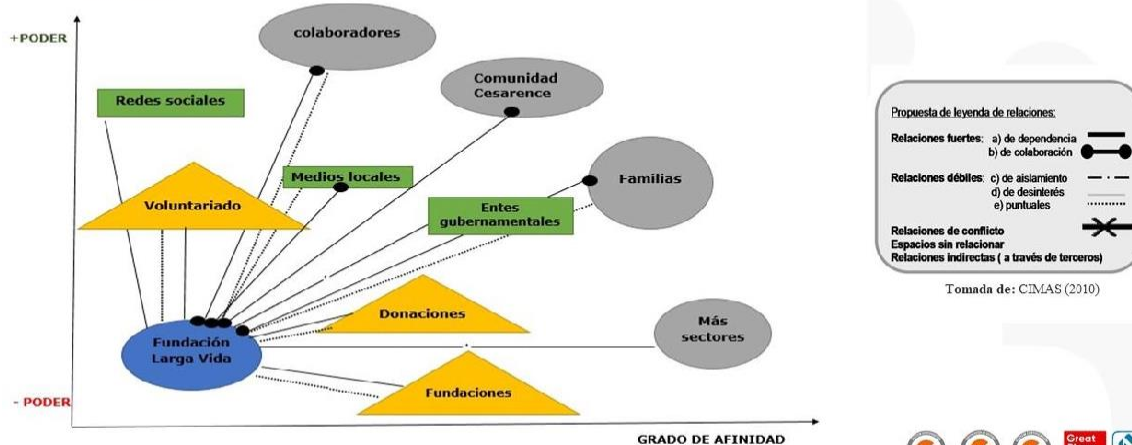 +PODER
colaboradores
Comunidad
Cesarence
Redes sociales
Medios locales
Familias
Voluntariado
Entes
gubernamentales
Donaciones
Más
sectores
Fundación
Larga Vida
Fundaciones
- PODER
GRADO DE AFINIDAD
Propuesta de leyenda de relaciones:
Relaciones fuertes: a) de dependencia
b) de colaboración
Relaciones débiles: c) de aislamiento
d) de desinterés
e) puntuales
Relaciones de conflicto
Espacios sin relacionar
Relaciones indirectas ( a través de terceros)
Tomada de: CIMAS (2010)
Great